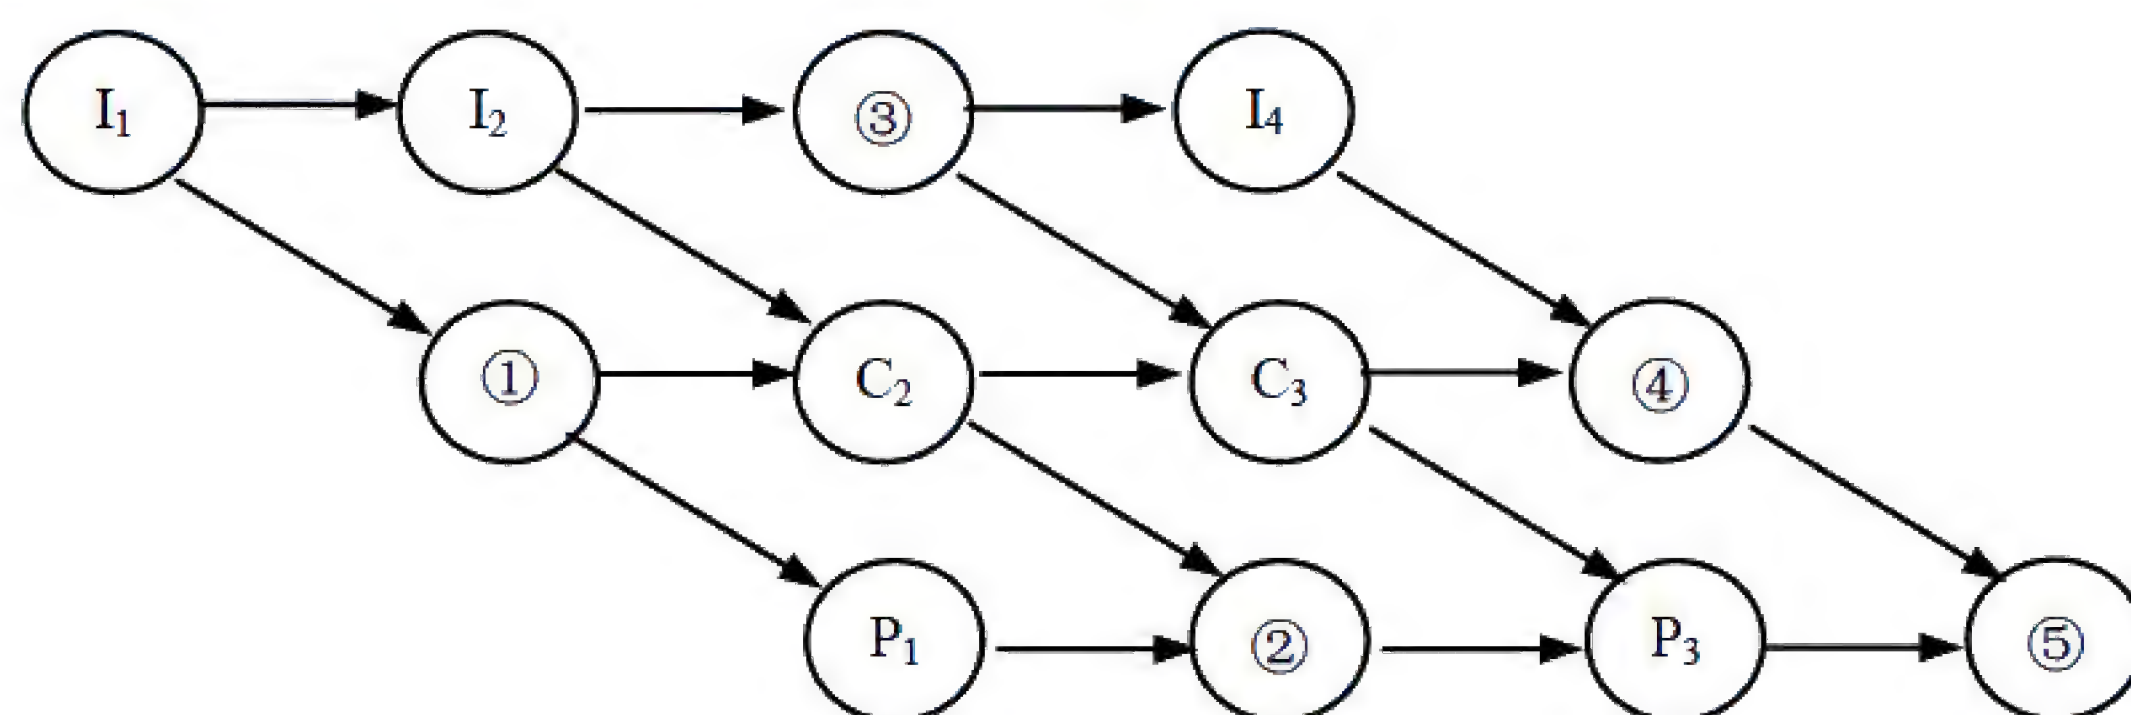 I₁ I₂ ③ I₄
① C₂ C₃ ④
P₁ ② P₃ ⑤